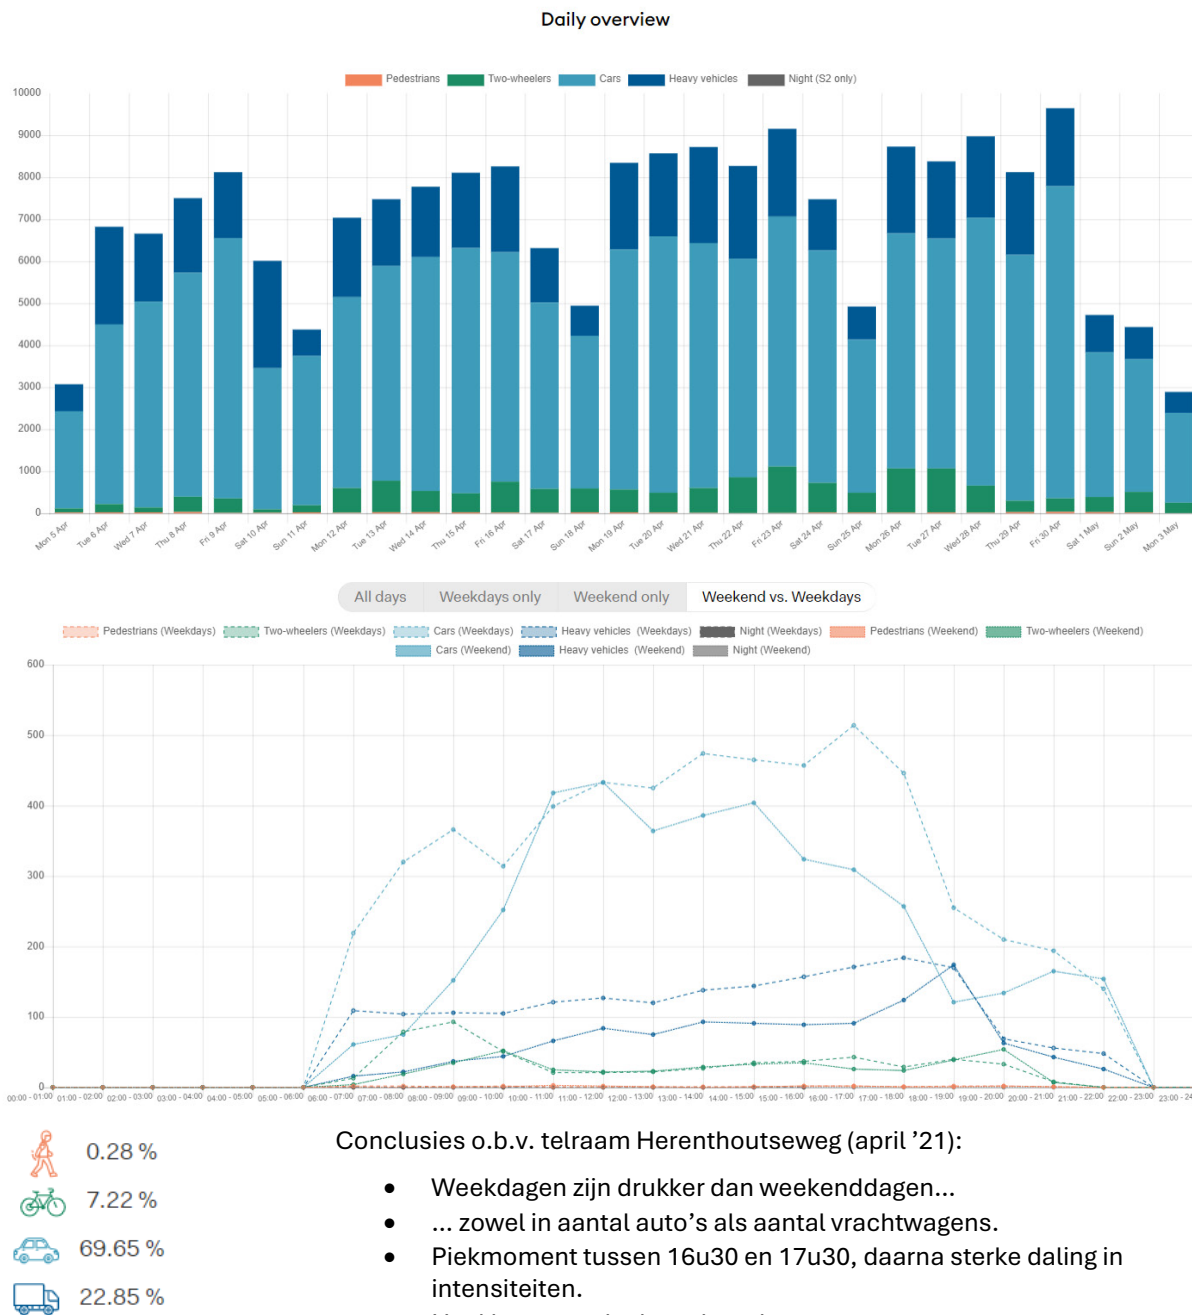 Daily overview
Pedestrians Two-wheelers Cars Heavy vehicles Night (S2 only)
10000
9000
8000
7000
6000
5000
4000
3000
2000
1000
0
Mon 5 Apr Tue 6 Apr Wed 7 Apr Thu 8 Apr Fri 9 Apr Sat 10 Apr Sun 11 Apr Mon 12 Apr Tue 13 Apr Wed 14 Apr Thu 15 Apr Fri 16 Apr Sat 17 Apr Sun 18 Apr Mon 19 Apr Tue 20 Apr Wed 21 Apr Thu 22 Apr Fri 23 Apr Sat 24 Apr Sun 25 Apr Mon 26 Apr Tue 27 Apr Wed 28 Apr Thu 29 Apr Fri 30 Apr Sat 1 May Sun 2 May Mon 3 May
All days Weekdays only Weekend only Weekend vs. Weekdays
Pedestrians (Weekdays) Two-wheelers (Weekdays) Cars (Weekdays) Heavy vehicles (Weekdays) Night (Weekdays) Pedestrians (Weekend) Two-wheelers (Weekend)
Cars (Weekend) Heavy vehicles (Weekend) Night (Weekend)
600
500
400
300
200
100
0
00:00 - 01:00 01:00 - 02:00 02:00 - 03:00 03:00 - 04:00 04:00 - 05:00 05:00 - 06:00 06:00 - 07:00 07:00 - 08:00 08:00 - 09:00 09:00 - 10:00 10:00 - 11:00 11:00 - 12:00 12:00 - 13:00 13:00 - 14:00 14:00 - 15:00 15:00 - 16:00 16:00 - 17:00 17:00 - 18:00 18:00 - 19:00 19:00 - 20:00 20:00 - 21:00 21:00 - 22:00 22:00 - 23:00 23:00 - 24
0.28 %
7.22 %
69.65 %
22.85 %
Conclusies o.b.v. telraam Herenthoutseweg (april ’21):
• Weekdagen zijn drukker dan weekenddagen…
• … zowel in aantal auto’s als aantal vrachtwagens.
• Piekmoment tussen 16u30 en 17u30, daarna sterke daling in
intensiteiten.